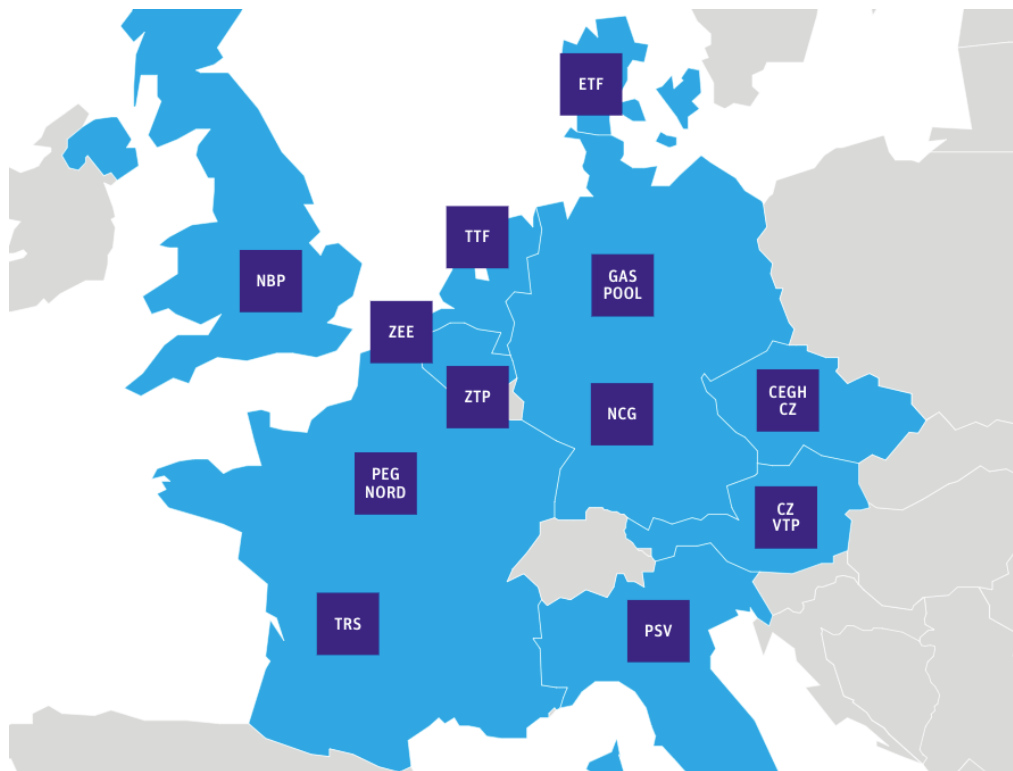 ETF
TTF
NBP
GAS
POOL
ZEE
ZTP
CEGH
CZ
NCG
PEG
NORD
CZ
VTP
TRS
PSV